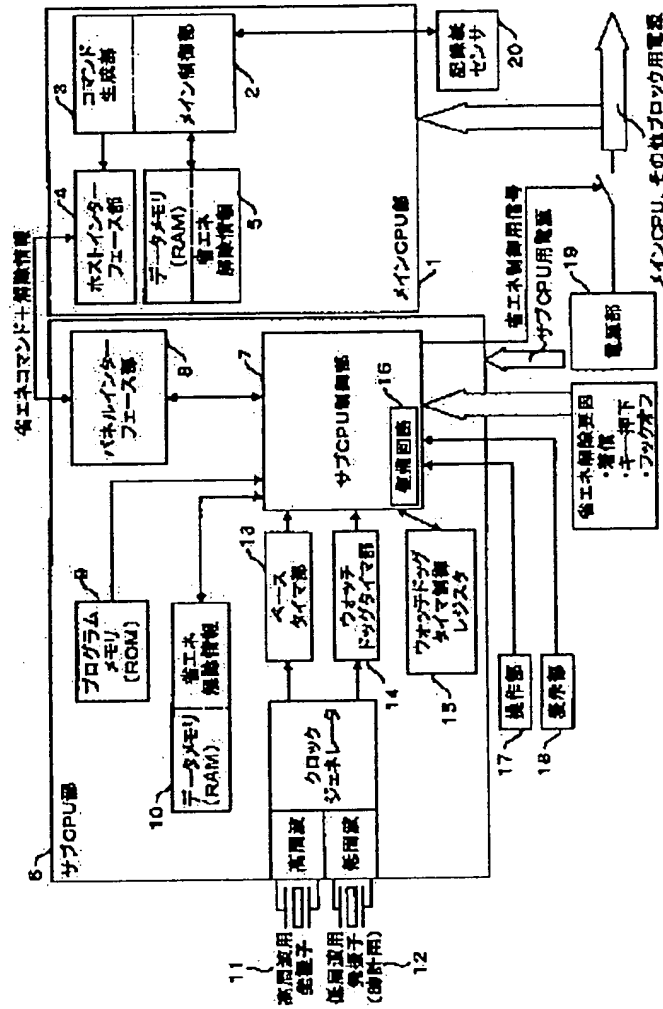 省エネコマンド+解除情報
6
サブCPU部
9
プログラム
メモリ
(ROM)
パネルインター
フェース部
8
10
データメモリ
(RAM)
省エネ
解除情報
11
高周波用
12
低周波用
発振子
(時計用)
高周波
低周波
クロック
ジェネレータ
13
ベース
タイマ部
ウォッチ
ドッグタイマ部
14
ウォッチドッグ
タイマ制御
レジスタ
15
7
サブCPU制御部
16
17
操作部
18
表示部
3
コマンド
生成部
メイン制御部
2
4
ホストインター
フェース部
データメモリ
(RAM)
省エネ
解除情報
5
メインCPU部
1
記録紙
センサ
20
省エネ制御用信号
サブCPU用電源
19
電源部
省エネ解除要因
・着信
・キー押下
・フックオフ
メインCPU、その他ブロック用電源